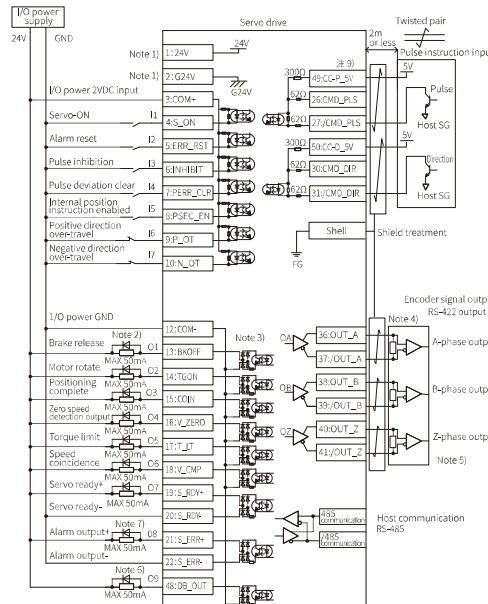 I/O power
supply
24V
GND
Servo drive
Twisted pair
2m
or less
Pulse instruction inpu
Note 1)
1:24V
24V
Note 1)
2:G24V
G24V
I/O power 2VDC input
3:COM+
Servo-ON
I1
4:S_ON
Alarm reset
I2
5:ERR_RST
Pulse inhibition
I3
6:INHIBIT
Pulse deviation clear
I4
7:PERR_CLR
Internal position
instruction enabled
I5
8:PSEC_EN
Positive direction
over-travel
I6
9:P_OT
Negative direction
over-travel
I7
10:N_OT
注 9)
300Ω
49:CC-P_5V
5V
62Ω
26:CMD_PLS
Pulse
62Ω
27:/CMD_PLS
Host SG
300Ω
50:CC-D_5V
5V
62Ω
30:CMD_DIR
Direction
62Ω
31:/CMD_DIR
Host SG
Shell
Shield treatment
FG
1/O power GND
12:COM-
Brake release
Note 2)
O1
MAX 50mA
13:BKOFF
Note 3)
Motor rotate
O2
MAX 50mA
14:TGON
Positioning
complete
O3
MAX 50mA
15:COIN
Zero speed
detection output
O4
MAX 50mA
16:V_ZERO
Torque limit
O5
MAX 50mA
17:T_LT
Speed
coincidence
O6
MAX 50mA
18:V_CMP
Servo ready+
O7
MAX 50mA
19:S_RDY+
Servo ready-
20:S_RDY-
Alarm output+
Note 7)
08
MAX 50mA
21:S_ERR+
Alarm output-
22:S_ERR-
Note 6)
O9
MAX 50mA
48:DB_OUT
Encoder signal outp
RS-422 output
Note 4)
OA
36:OUT_A
A-phase outp
37:/OUT_A
OB
38:OUT_B
B-phase outp
39:/OUT_B
OZ
40:/OUT_Z
Z-phase outp
41:/OUT_Z
Note 5)
485
communication
/485
communication
Host communication
RS-485